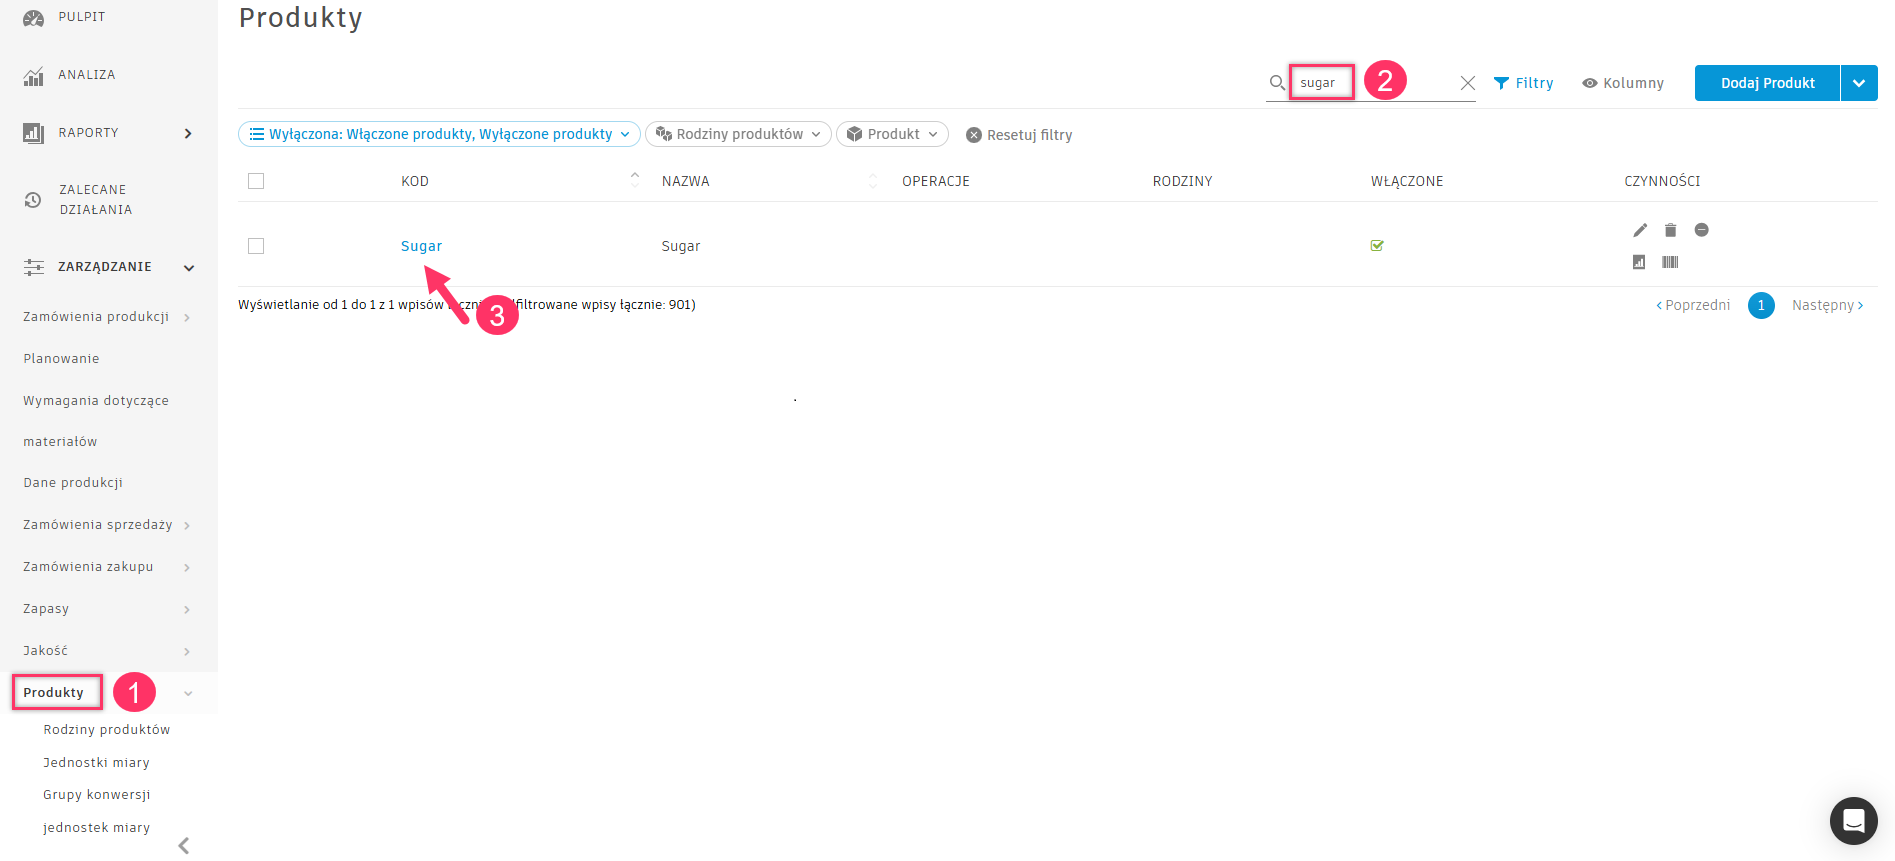 Produkty
PULPIT
ANALIZA
RAPORTY
ZALECANE
DZIAŁANIA
ZARZĄDZANIE
Zamówienia produkcji
Planowanie
Wymagania dotyczące
materiałów
Dane produkcji
Zamówienia sprzedaży
Zamówienia zakupu
Zapasy
Jakość
Produkty
1
Rodziny produktów
Jednostki miary
Grupy konwersji
jednostek miary
sugar
2
Filtry
Kolumny
Dodaj Produkt
Wyłączona: Włączone produkty, Wyłączone produkty
Rodziny produktów
Produkt
Resetuj filtry
KOD NAZWA OPERACJE RODZINY WŁĄCZONE CZYNNOŚCI
Sugar Sugar
3
Wyświetlanie od 1 do 1 z 1 wpisów filtrowane wpisy łącznie: 901)
Poprzedni 1 Następny
.